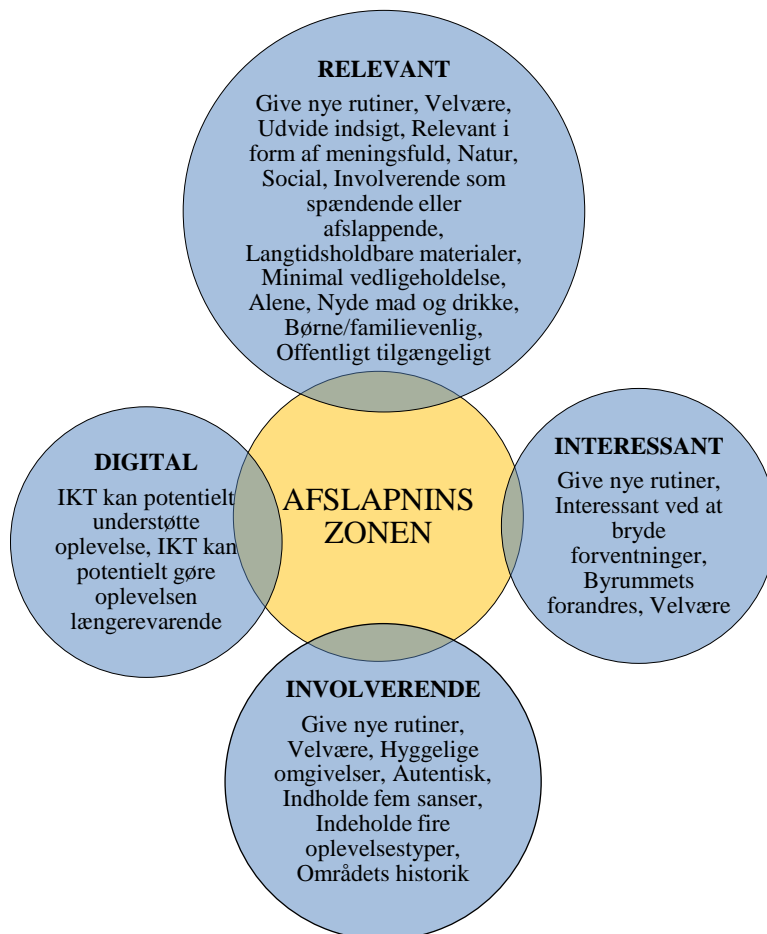 RELEVANT
Give nye rutiner, Velvære,
Udvide indsigt, Relevant i
form af meningsfuld, Natur,
Social, Involverende som
spændende eller
afslappende,
Langtidsholdbare materialer,
Minimal vedligeholdelse,
Alene, Nyde mad og drikke,
Børne/familievenlig,
Offentligt tilgængeligt
DIGITAL
IKT kan potentielt
understøtte
oplevelse, IKT kan
potentielt gøre
oplevelsen
længerevarende
AFSLAPNINS
ZONEN
INTERESSANT
Give nye rutiner,
Interessant ved at
bryde
forventninger,
Byrummets
forandres, Velvære
INVOLVERENDE
Give nye rutiner,
Velvære, Hyggelige
omgivelser, Autentisk,
Indholde fem sanser,
Indeholde fire
oplevelsestyper,
Områdets historik